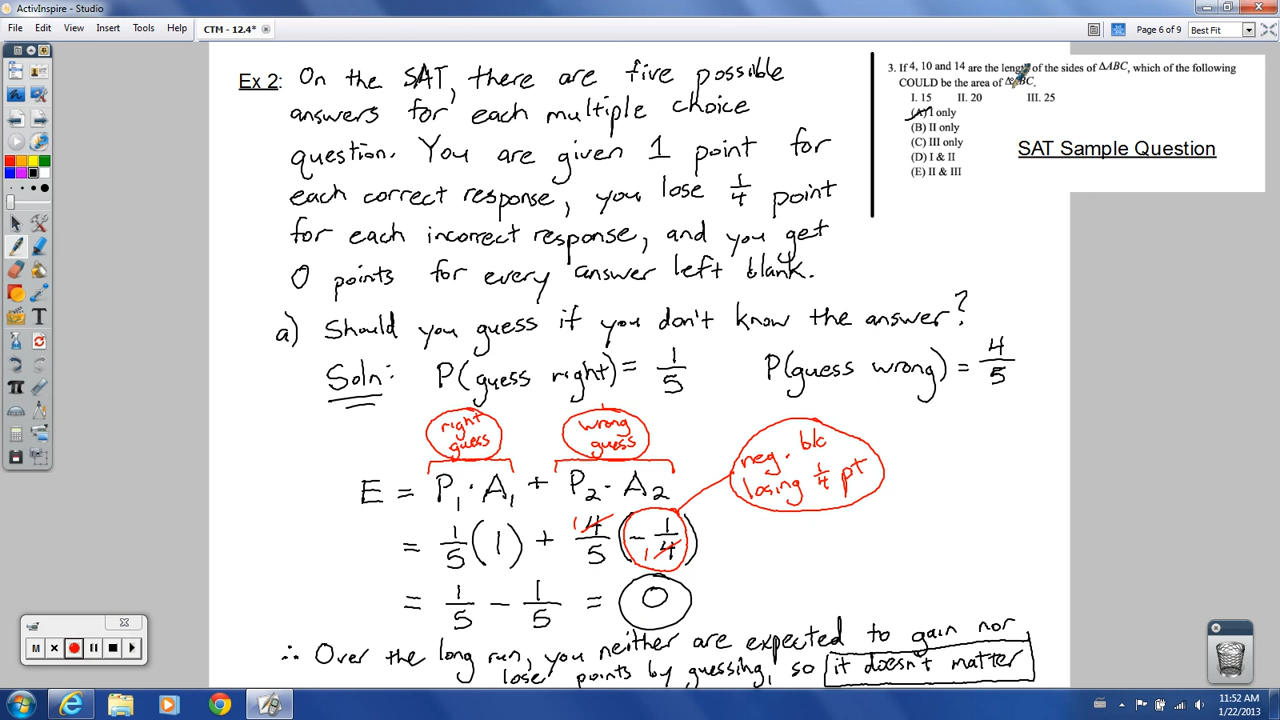 ActivInspire - Studio
File Edit View Insert Tools Help
CTM - 12.4*
Page 6 of 9
Best Fit
Ex 2: On the SAT, there are five possible
answers for each multiple choice
question. You are given 1 point for
each correct response, you lose 1/4 point
for each incorrect response, and you get
0 points for every answer left blank.
3. If 4, 10 and 14 are the length of the sides of ΔABC, which of the following
COULD be the area of ΔABC.
I. 15 II. 20 III. 25
(A) I only
(B) II only
(C) III only
(D) I & II
(E) II & III
SAT Sample Question
a) Should you guess if you don't know the answer?
Soln: P(guess right) = 1/5 P(guess wrong) = 4/5
right guess
wrong guess
neg. b/c
losing 1/4 pt
E = P₁·A₁ + P₂·A₂
= 1/5 (1) + 4/5 (-1/4)
1 1
= 1/5 - 1/5 = 0
∴ Over the long run, you neither are expected to gain nor
lose points by guessing, so it doesn't matter
M
T
11:52 AM
1/22/2013